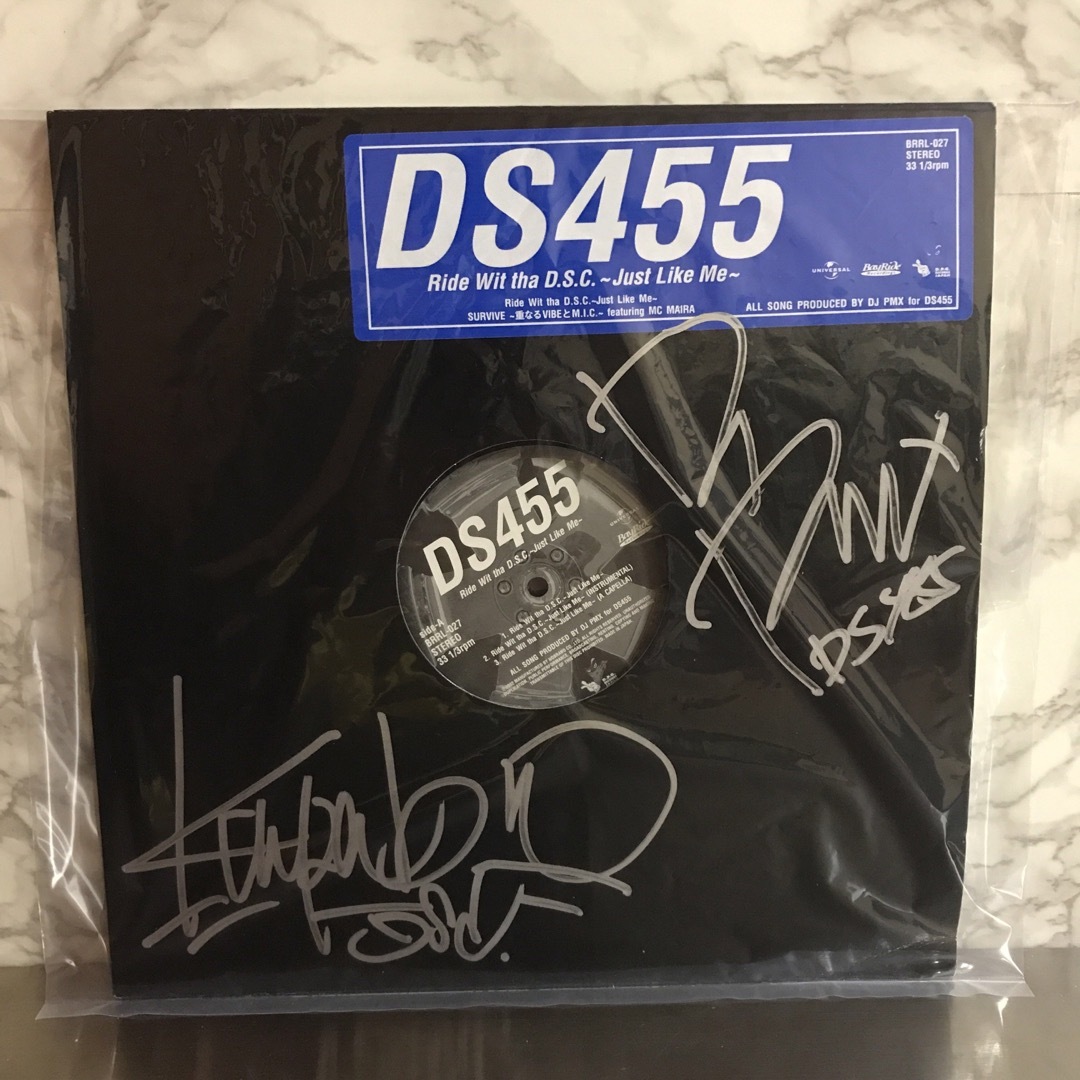 DS455
BRRL-027
STEREO
33 1/3rpm
Ride Wit tha D.S.C. ~Just Like Me~
UNIVERSAL
BayRide
Ride Wit tha D.S.C.~Just Like Me~
SURVIVE ~重なるVIBEとM.I.C.~ featuring MC MAIRA
ALL SONG PRODUCED BY DJ PMX for DS455
DS455
Ride Wit tha D.S.C.~Just Like Me~
BayRide
side-A
BRRL-027
STEREO
33 1/3rpm
1. Ride Wit tha D.S.C.~Just Like Me~
2. Ride Wit tha D.S.C.~Just Like Me~ (INSTRUMENTAL)
3. Ride Wit tha D.S.C.~Just Like Me~ (A CAPELLA)
ALL SONG PRODUCED BY DJ PMX for DS455
DS455